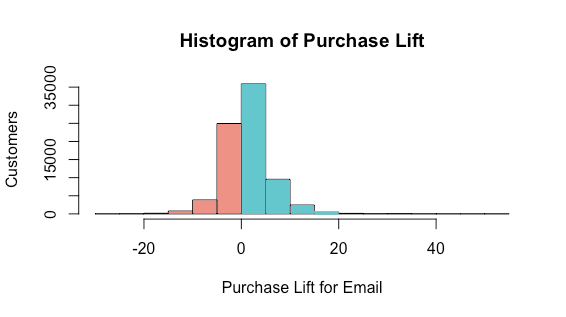 Histogram of Purchase Lift
Customers
35000
15000
0
-20 0 20 40
Purchase Lift for Email